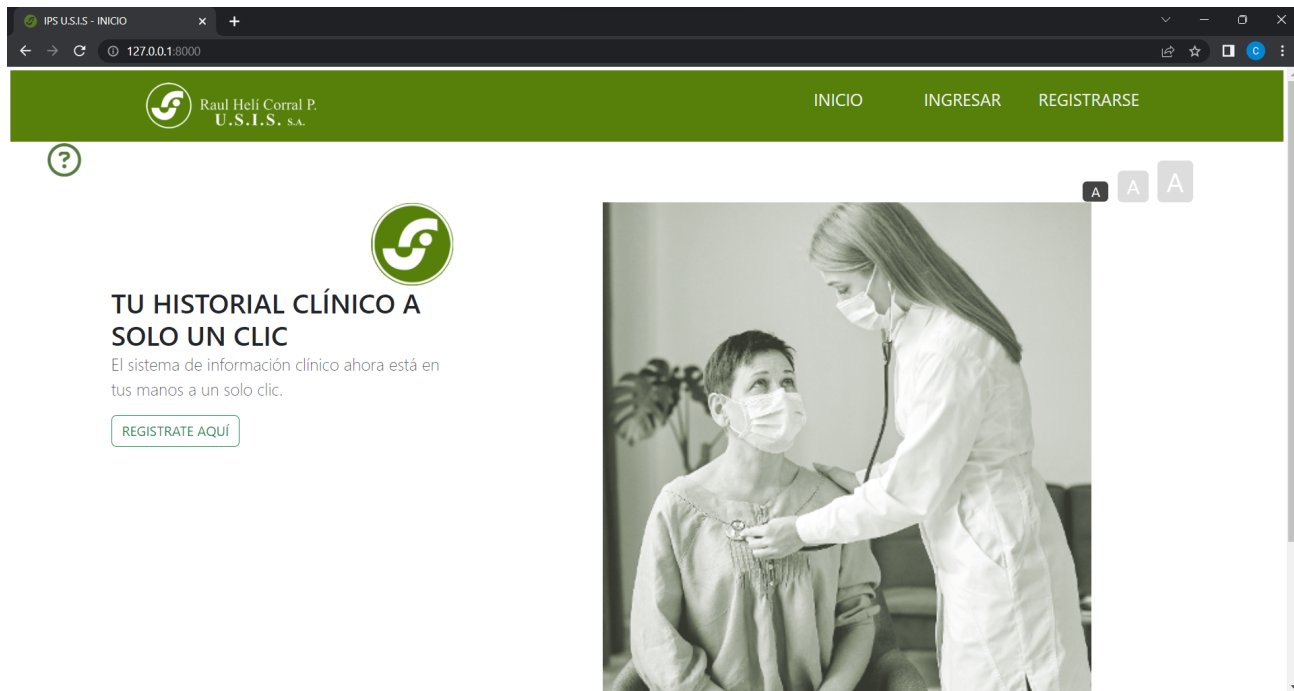 IPS U.S.I.S - INICIO
127.0.0.1:8000
C
Raul Helí Corral P.
U.S.I.S. S.A.
INICIO INGRESAR REGISTRARSE
?
A A A
TU HISTORIAL CLÍNICO A
SOLO UN CLIC
El sistema de información clínico ahora está en
tus manos a un solo clic.
REGISTRATE AQUÍ